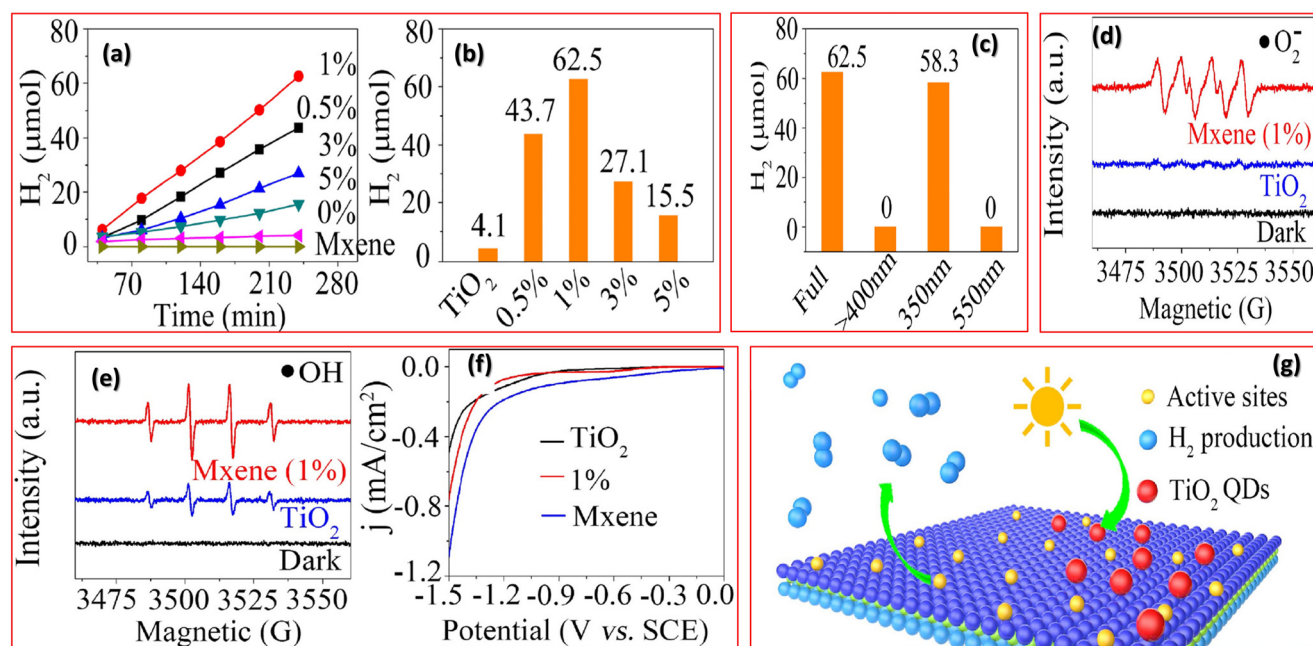 (a)
H₂ (μmol)
80
60
40
20
0
1%
0.5%
3%
5%
0%
Mxene
70 140 210 280
Time (min)
(b)
H₂ (μmol)
80
60
40
20
0
4.1
43.7
62.5
27.1
15.5
TiO₂ 0.5% 1% 3% 5%
(c)
H₂ (μmol)
80
60
40
20
0
62.5
0
58.3
0
Full >400nm 350nm 550nm
(d)
O₂⁻
Intensity (a.u.)
Mxene (1%)
TiO₂
Dark
3475 3500 3525 3550
Magnetic (G)
(e)
OH
Intensity (a.u.)
Mxene (1%)
TiO₂
Dark
3475 3500 3525 3550
Magnetic (G)
(f)
j (mA/cm²)
0.0
-0.4
-0.8
-1.2
TiO₂
1%
Mxene
-1.5 -1.2 -0.9 -0.6 -0.3 0.0
Potential (V vs. SCE)
(g)
Active sites
H₂ production
TiO₂ QDs